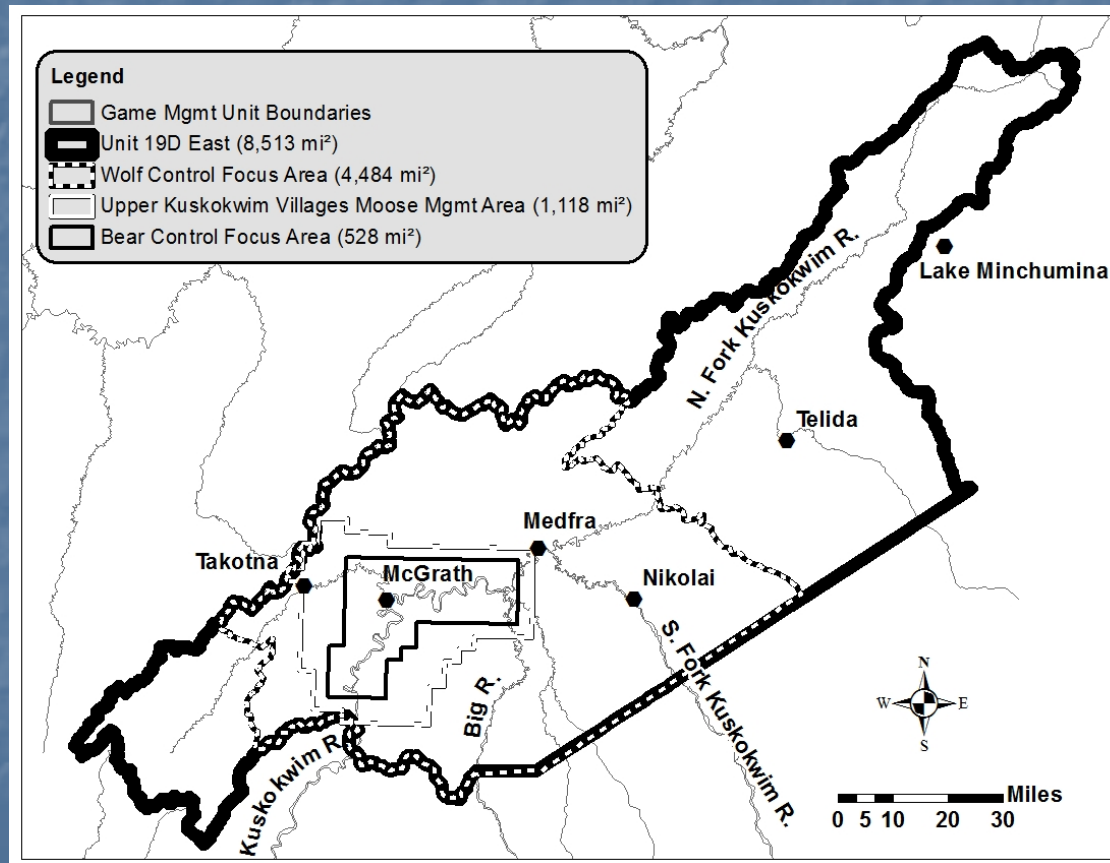 Legend
Game Mgmt Unit Boundaries
Unit 19D East (8,513 mi²)
Wolf Control Focus Area (4,484 mi²)
Upper Kuskokwim Villages Moose Mgmt Area (1,118 mi²)
Bear Control Focus Area (528 mi²)
N. Fork Kuskokwim R.
Lake Minchumina
Telida
Medfra
Takotna
McGrath
Nikolai
S. Fork Kuskokwim R.
Big R.
Kuskokwim R.
N
W E
S
Miles
0 5 10 20 30